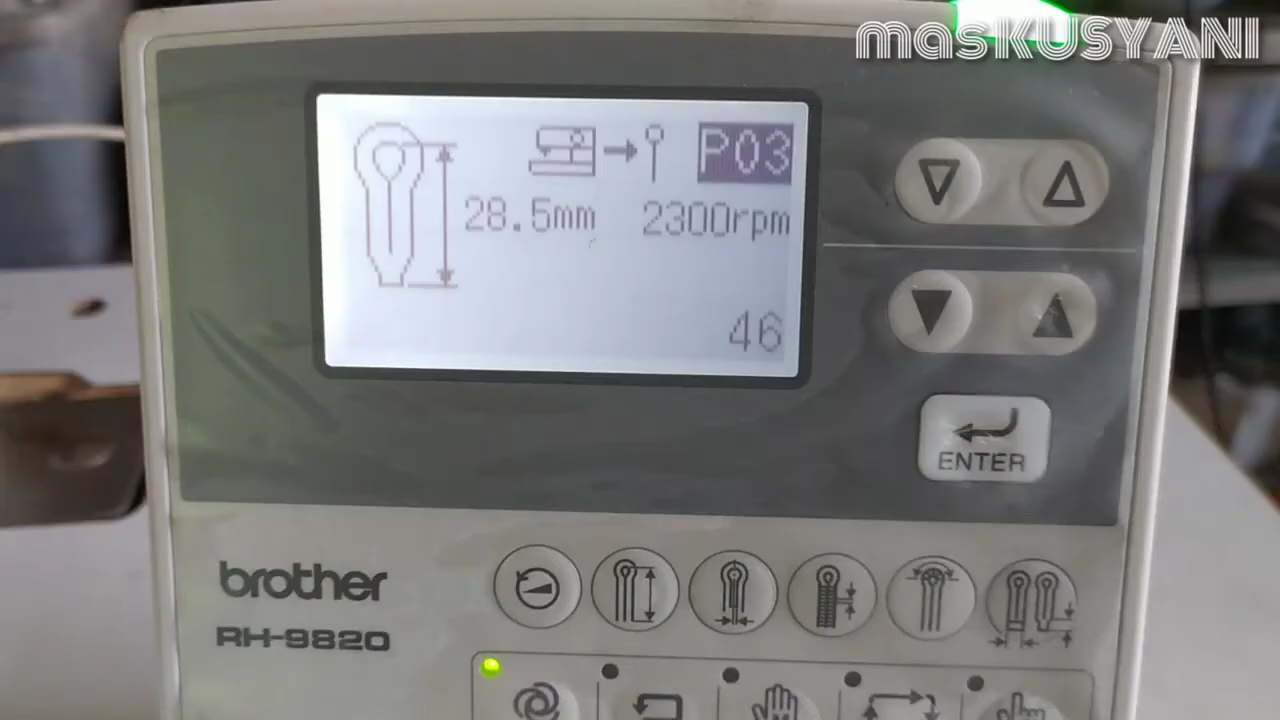 masKUSYANI
P03
28.5mm 2300rpm
46
ENTER
brother
RH-9820